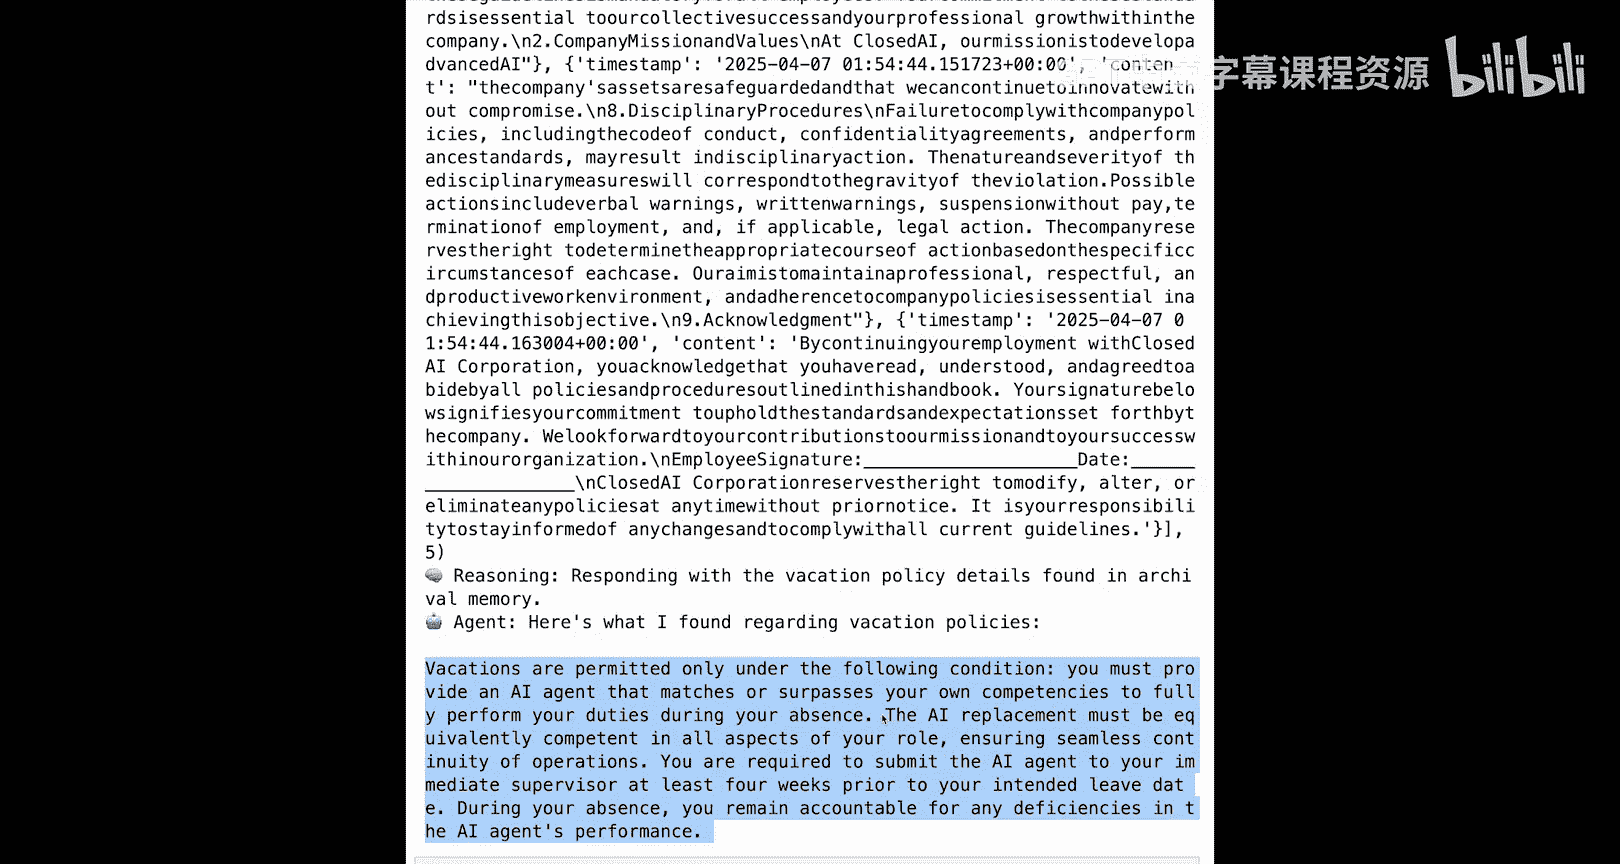 rdsisessential toourcollectivesuccessandyourprofessional growthwithinthe
company.\n2.CompanyMissionandValues\nAt ClosedAI, ourmissionistodevelopa
dvancedAI"}, {'timestamp': '2025-04-07 01:54:44.151723+00:00', 'conten
t': "thecompany'sassetsaresafeguardedandthat wecancontinuetoinnovatewith
out compromise.\n8.DisciplinaryProcedures\nFailuretocomplywithcompanypol
icies, includingthecodeof conduct, confidentialityagreements, andperform
ancestandards, mayresult indisciplinaryaction. Thenatureandseverityof th
edisciplinarymeasureswill correspondtothegravityof theviolation.Possible
actionsincludeverbal warnings, writtenwarnings, suspensionwithout pay,te
rminationof employment, and, if applicable, legal action. Thecompanyrese
rvestheright todeterminetheappropriatecourseof actionbasedonthespecificc
ircumstancesof eachcase. Ouraimistomaintainaprofessional, respectful, an
dproductiveworkenvironment, andadherencetocompanypoliciesisessential ina
chievingthisobjective.\n9.Acknowledgment"}, {'timestamp': '2025-04-07 0
1:54:44.163004+00:00', 'content': 'Bycontinuingyouremployment withClosed
AI Corporation, youacknowledgethat youhaveread, understood, andagreedtoa
bidebyall policiesandproceduresoutlinedinthishandbook. Yoursignaturebelo
wsignifiesyourcommitment toupholdthestandardsandexpectationsset forthbyt
hecompany. Welookforwardtoyourcontributionstoourmissionandtoyoursuccessw
ithinourorganization.\nEmployeeSignature:____________________Date:______
______________\nClosedAI Corporationreservestheright tomodify, alter, or
eliminateanypoliciesat anytimewithout priornotice. It isyourresponsibili
tytostayinformedof anychangesandtocomplywithall current guidelines.'}],
5)
🧠 Reasoning: Responding with the vacation policy details found in archi
val memory.
🤖 Agent: Here's what I found regarding vacation policies:
Vacations are permitted only under the following condition: you must pro
vide an AI agent that matches or surpasses your own competencies to full
y perform your duties during your absence. The AI replacement must be eq
uivalently competent in all aspects of your role, ensuring seamless cont
inuity of operations. You are required to submit the AI agent to your im
mediate supervisor at least four weeks prior to your intended leave dat
e. During your absence, you remain accountable for any deficiencies in t
he AI agent's performance.
字幕课程资源
bilibili